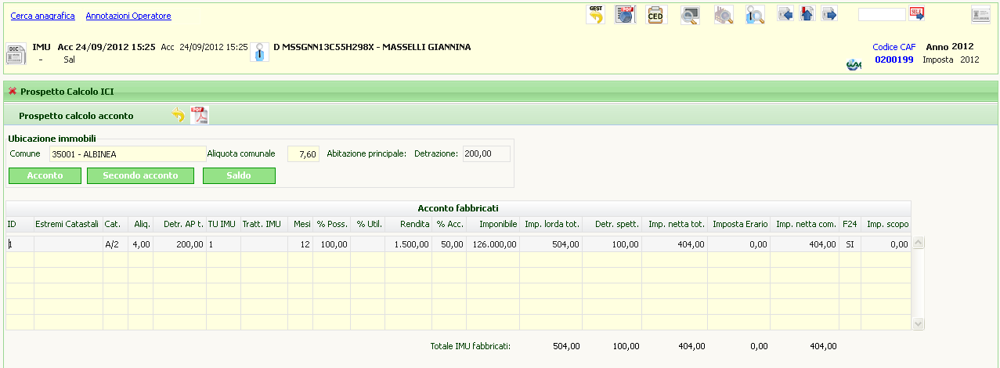 Cerca anagrafica Annotazioni Operatore GEST PDF CED SELE
DIC IMU Acc 24/09/2012 15:25 Acc 24/09/2012 15:25 D MSSGNN13C55H298X - MASSELLI GIANNINA Codice CAF Anno 2012
- Sal 0200199 Imposta 2012
Prospetto Calcolo ICI
Prospetto calcolo acconto PDF
Ubicazione immobili
Comune 35001 - ALBINEA Aliquota comunale 7,60 Abitazione principale: Detrazione: 200,00
Acconto Secondo acconto Saldo
Acconto fabbricati
ID Estremi Catastali Cat. Aliq. Detr. AP t. TU IMU Tratt. IMU Mesi % Poss. % Util. Rendita % Acc. Imponibile Imp. lorda tot. Detr. spett. Imp. netta tot. Imposta Erario Imp. netta com. F24 Imp. scopo
1 A/2 4,00 200,00 1 12 100,00 1.500,00 50,00 126.000,00 504,00 100,00 404,00 0,00 404,00 SI 0,00
Totale IMU fabbricati: 504,00 100,00 404,00 0,00 404,00